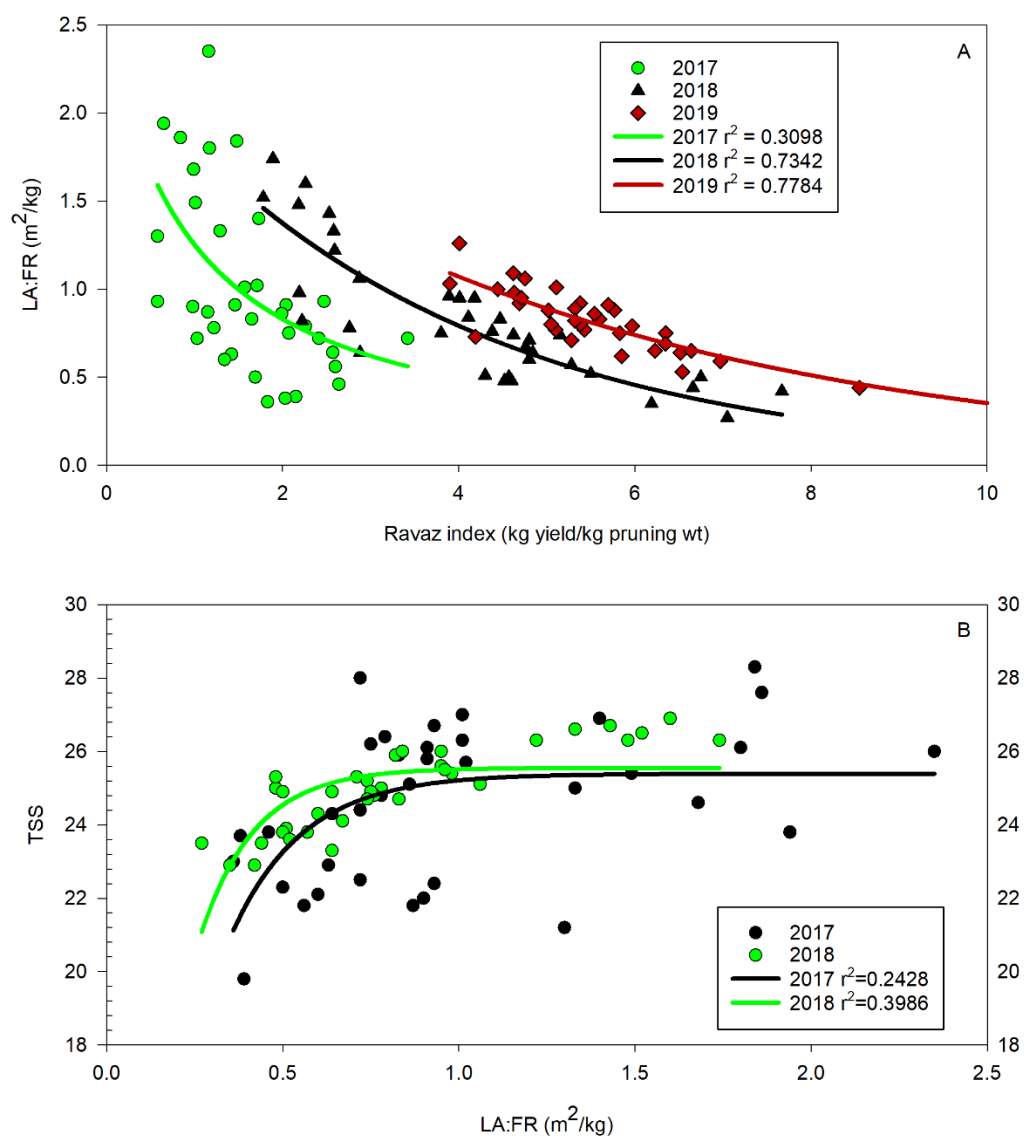 2.5
2.0
1.5
1.0
0.5
0.0
LA:FR (m²/kg)
A
2017
2018
2019
2017 r² = 0.3098
2018 r² = 0.7342
2019 r² = 0.7784
0 2 4 6 8 10
Ravaz index (kg yield/kg pruning wt)
30 30
28 28
26 26
24 24
22 22
20 20
18 18
TSS
B
2017
2018
2017 r²=0.2428
2018 r²=0.3986
0.0 0.5 1.0 1.5 2.0 2.5
LA:FR (m²/kg)